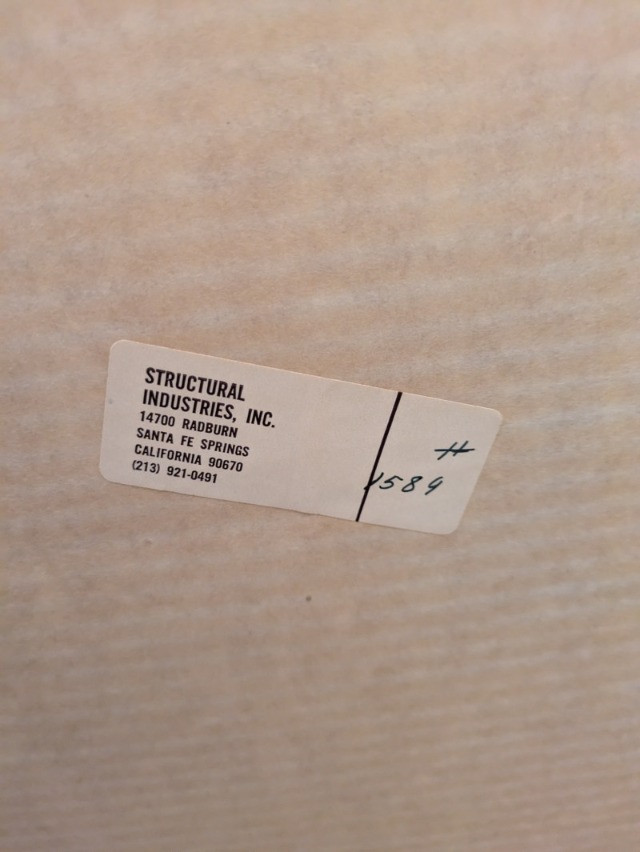 STRUCTURAL
INDUSTRIES, INC.
14700 RADBURN
SANTA FE SPRINGS
CALIFORNIA 90670
(213) 921-0491
#
1589